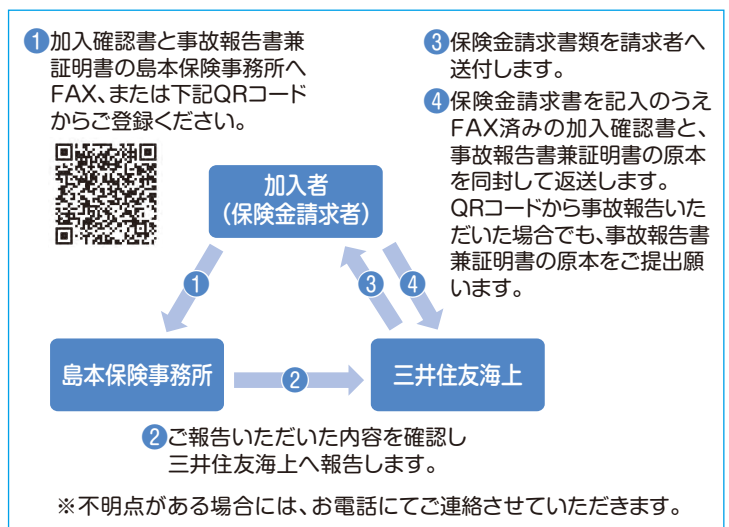 ❶加入確認書と事故報告書兼
証明書の島本保険事務所へ
FAX、または下記QRコード
からご登録ください。
❸保険金請求書類を請求者へ
送付します。
❹保険金請求書を記入のうえ
FAX済みの加入確認書と、
事故報告書兼証明書の原本
を同封して返送します。
QRコードから事故報告いた
だいた場合でも、事故報告書
兼証明書の原本をご提出願
います。
加入者
（保険金請求者）
❶
❸
❹
島本保険事務所
❷
三井住友海上
❷ご報告いただいた内容を確認し
三井住友海上へ報告します。
※不明点がある場合には、お電話にてご連絡させていただきます。